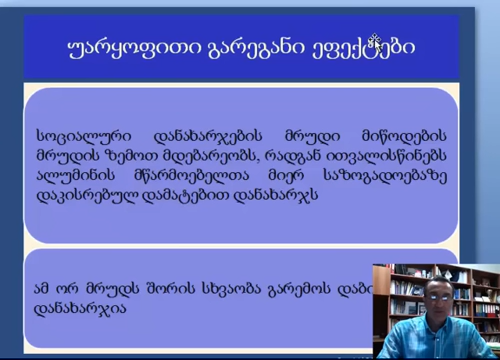 უარყოფითი გარეგანი ეფექტები
სოციალური დანახარჯების მრუდი მიწოდების
მრუდის ზემოთ მდებარეობს, რადგან ითვალისწინებს
ალუმინის მწარმოებელთა მიერ საზოგადოებაზე
დაკისრებულ დამატებით დანახარჯს
ამ ორ მრუდს შორის სხვაობა გარემოს
დანახარჯია